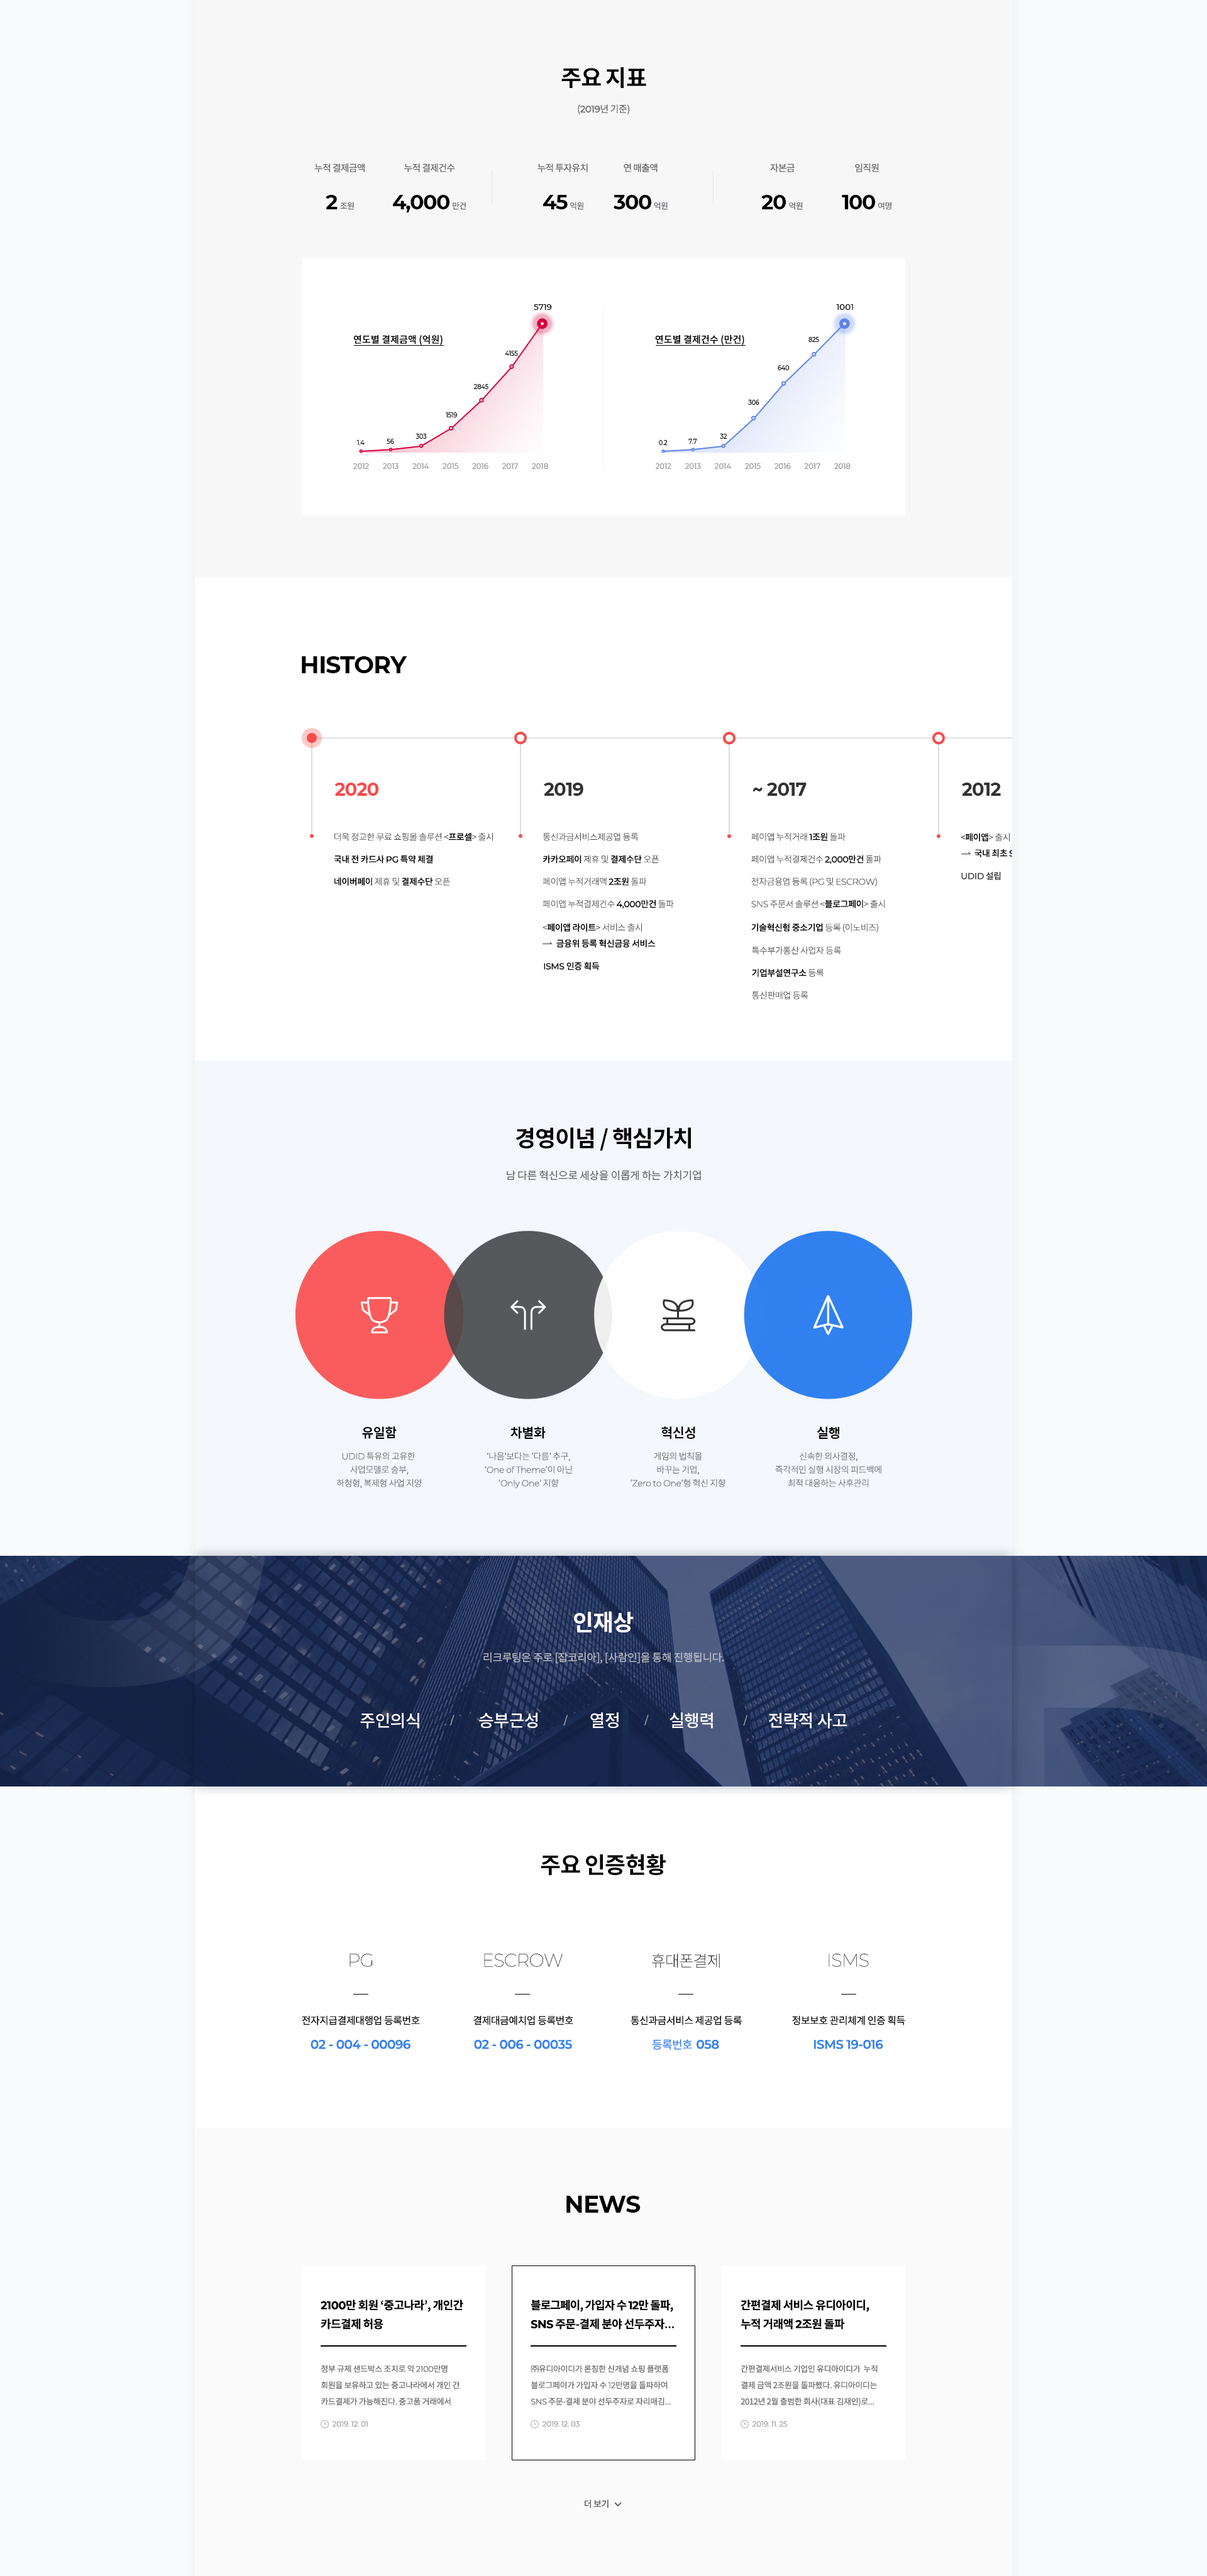 주요 지표
(2019년 기준)
누적 결제금액
2 조원
누적 결제건수
4,000 만건
누적 투자유치
45 억원
연 매출액
300 억원
자본금
20 억원
임직원
100 여명
연도별 결제금액 (억원)
1.4
56
303
1519
2845
4155
5719
2012 2013 2014 2015 2016 2017 2018
연도별 결제건수 (만건)
0.2
7.7
32
306
640
825
1001
2012 2013 2014 2015 2016 2017 2018
HISTORY
2020
더욱 정교한 무료 쇼핑몰 솔루션 <프로셀> 출시
국내 전 카드사 PG 특약 체결
네이버페이 제휴 및 결제수단 오픈
2019
통신과금서비스제공업 등록
카카오페이 제휴 및 결제수단 오픈
페이앱 누적거래액 2조원 돌파
페이앱 누적결제건수 4,000만건 돌파
<페이앱 라이트> 서비스 출시
→ 금융위 등록 혁신금융 서비스
ISMS 인증 획득
~ 2017
페이앱 누적거래 1조원 돌파
페이앱 누적결제건수 2,000만건 돌파
전자금융업 등록 (PG 및 ESCROW)
SNS 주문서 솔루션 <블로그페이> 출시
기술혁신형 중소기업 등록 (이노비즈)
특수부가통신 사업자 등록
기업부설연구소 등록
통신판매업 등록
2012
<페이앱> 출시
→ 국내 최초
UDID 설립
경영이념 / 핵심가치
남 다른 혁신으로 세상을 이롭게 하는 가치기업
유일함
UDID 특유의 고유한
사업모델로 승부,
하청형, 복제형 사업 지양
차별화
'나음'보다는 '다름' 추구,
'One of Theme'이 아닌
'Only One' 지향
혁신성
게임의 법칙을
바꾸는 기업,
'Zero to One'형 혁신 지향
실행
신속한 의사결정,
즉각적인 실행 시장의 피드백에
최적 대응하는 사후관리
인재상
리크루팅은 주로 [잡코리아], [사람인]을 통해 진행됩니다.
주인의식 / 승부근성 / 열정 / 실행력 / 전략적 사고
주요 인증현황
PG
전자지급결제대행업 등록번호
02 - 004 - 00096
ESCROW
결제대금예치업 등록번호
02 - 006 - 00035
휴대폰결제
통신과금서비스 제공업 등록
등록번호 058
ISMS
정보보호 관리체계 인증 획득
ISMS 19-016
NEWS
2100만 회원 '중고나라', 개인간
카드결제 허용
정부 규제 샌드박스 조치로 약 2100만명
회원을 보유하고 있는 중고나라에서 개인 간
카드결제가 가능해진다. 중고품 거래에서
2019. 12. 01
블로그페이, 가입자 수 12만 돌파,
SNS 주문-결제 분야 선두주자...
㈜유디아이디가 론칭한 신개념 쇼핑 플랫폼
블로그페이가 가입자 수 12만명을 돌파하여
SNS 주문-결제 분야 선두주자로 자리매김...
2019. 12. 03
간편결제 서비스 유디아이디,
누적 거래액 2조원 돌파
간편결제서비스 기업인 유디아이디가 누적
결제 금액 2조원을 돌파했다. 유디아이디는
2012년 2월 출범한 회사(대표 김재인)로...
2019. 11. 25
더 보기